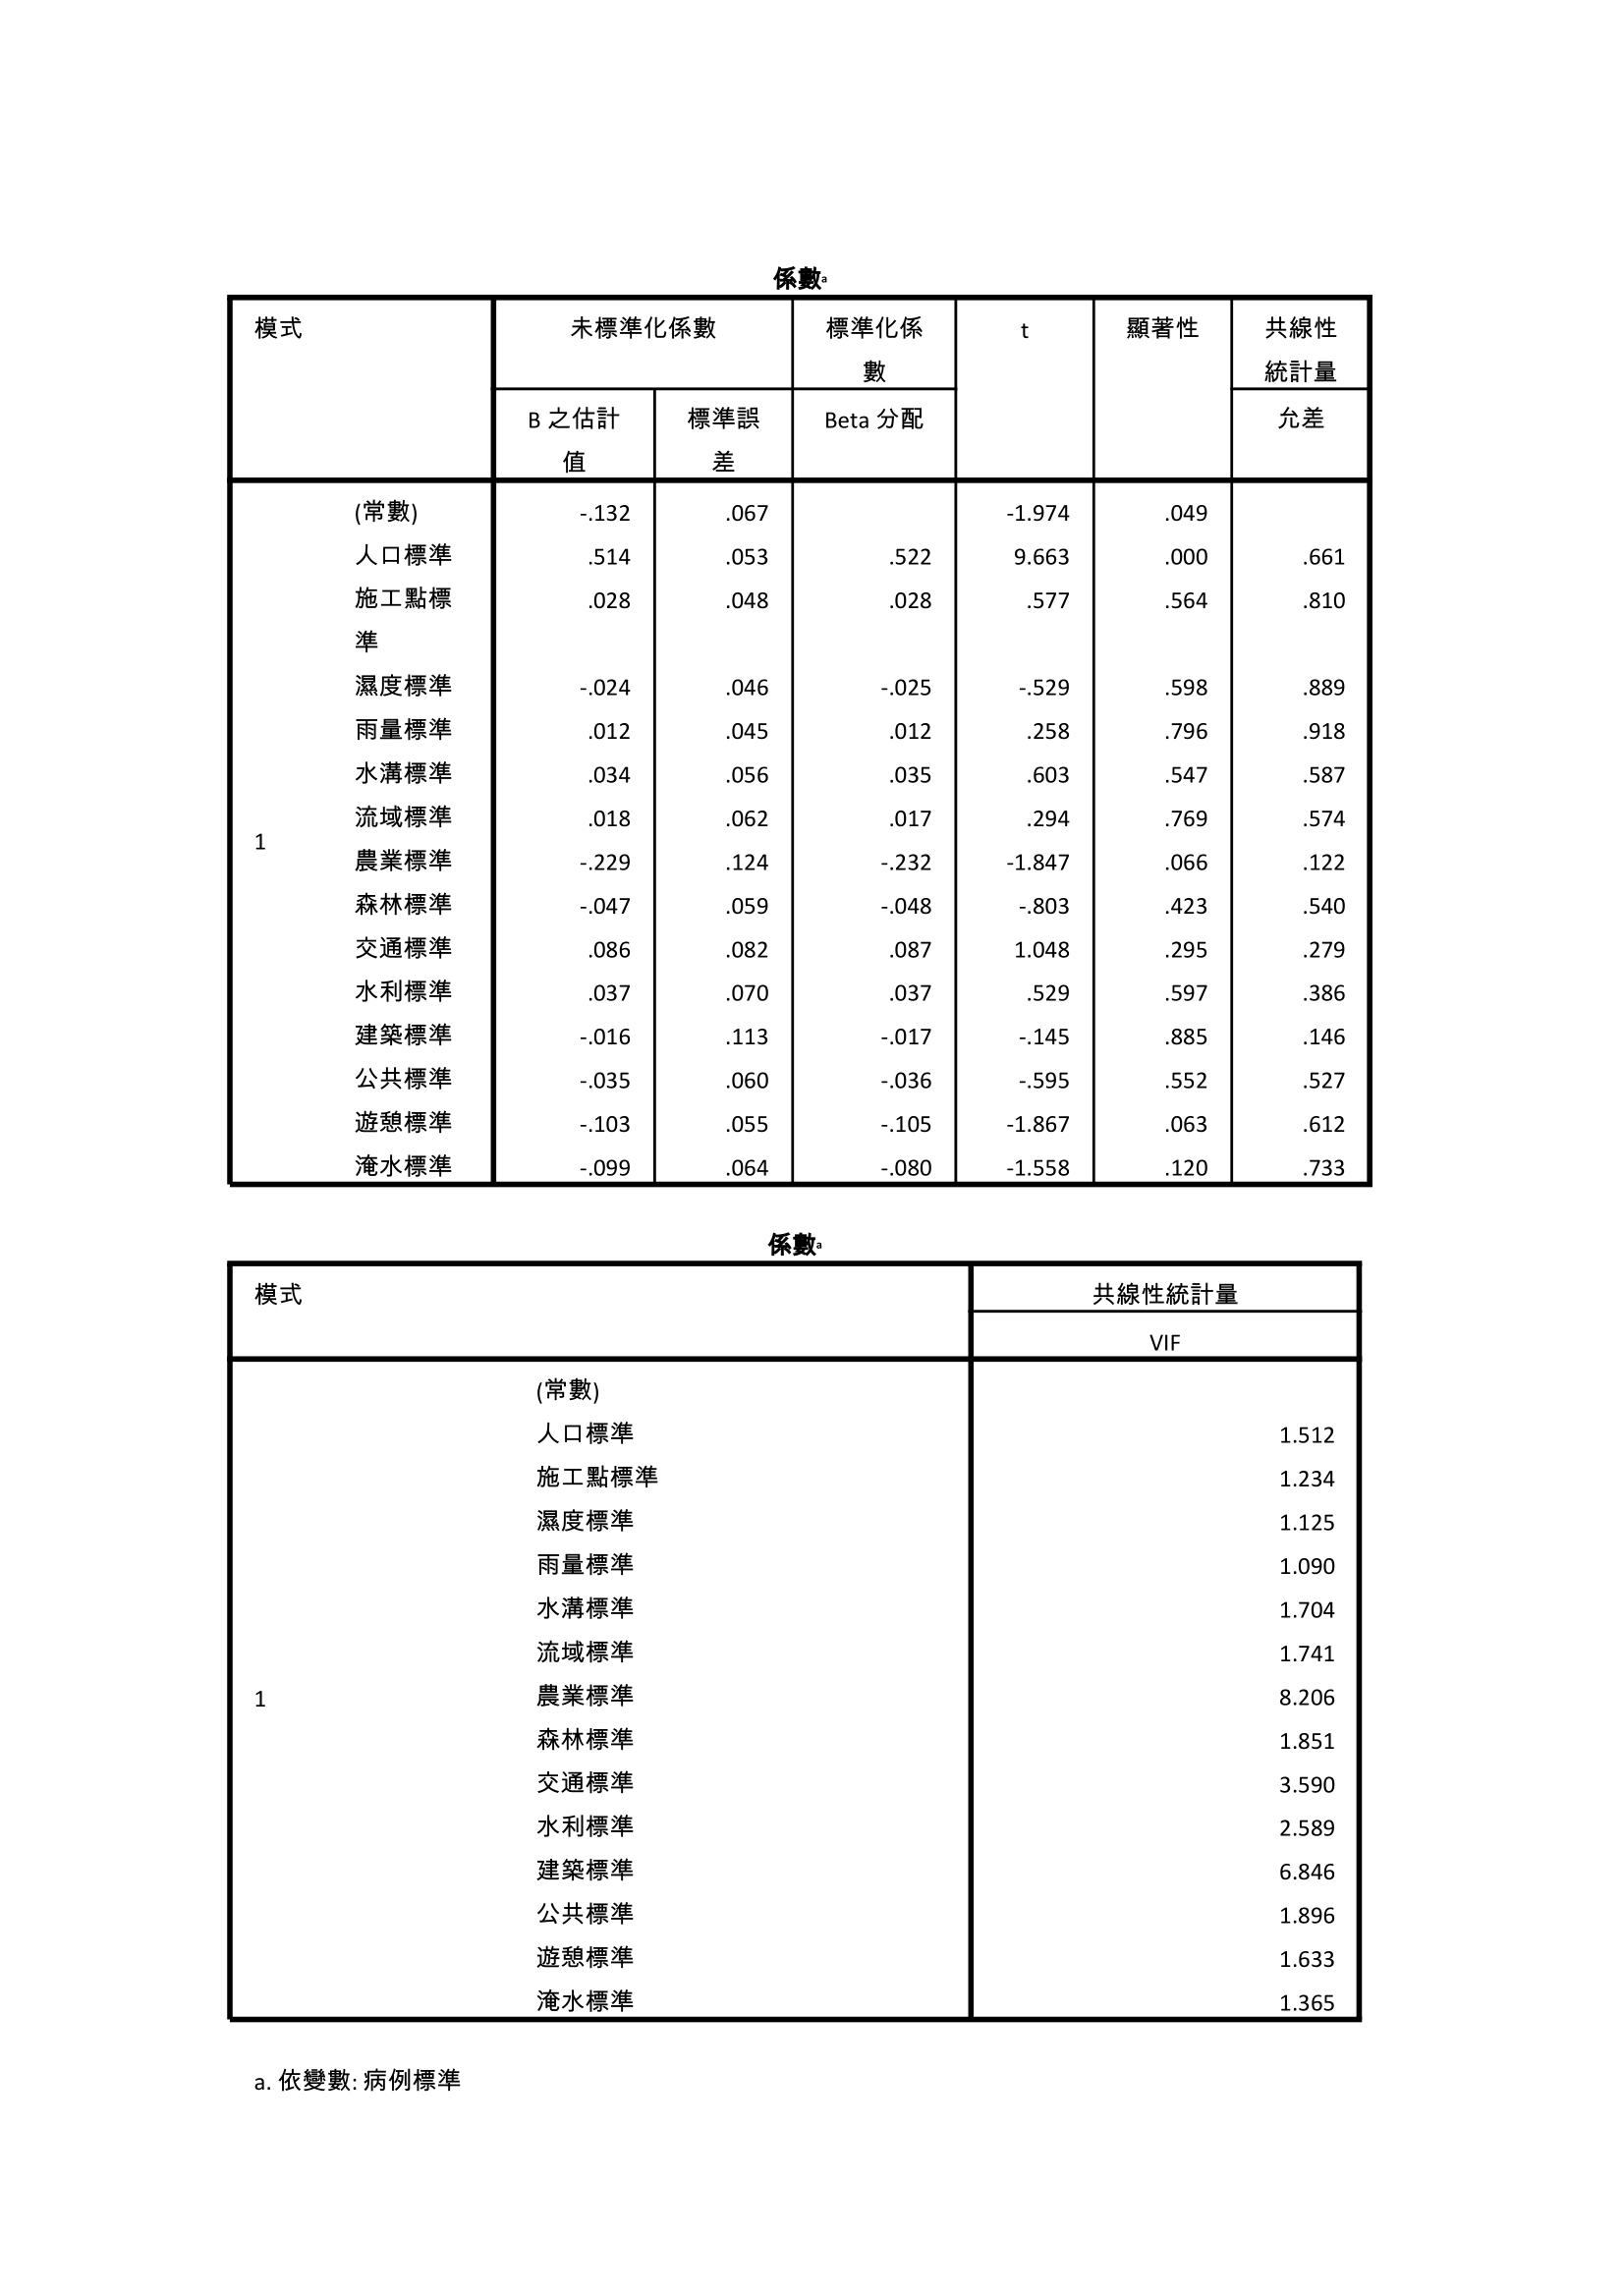 係數a
模式 未標準化係數 標準化係 t 顯著性 共線性
數 統計量
B 之估計 標準誤 Beta 分配 允差
值 差
(常數) -.132 .067 -1.974 .049
人口標準 .514 .053 .522 9.663 .000 .661
施工點標 .028 .048 .028 .577 .564 .810
準
濕度標準 -.024 .046 -.025 -.529 .598 .889
雨量標準 .012 .045 .012 .258 .796 .918
水溝標準 .034 .056 .035 .603 .547 .587
流域標準 .018 .062 .017 .294 .769 .574
1
農業標準 -.229 .124 -.232 -1.847 .066 .122
森林標準 -.047 .059 -.048 -.803 .423 .540
交通標準 .086 .082 .087 1.048 .295 .279
水利標準 .037 .070 .037 .529 .597 .386
建築標準 -.016 .113 -.017 -.145 .885 .146
公共標準 -.035 .060 -.036 -.595 .552 .527
遊憩標準 -.103 .055 -.105 -1.867 .063 .612
淹水標準 -.099 .064 -.080 -1.558 .120 .733
係數a
模式 共線性統計量
VIF
(常數)
人口標準 1.512
施工點標準 1.234
濕度標準 1.125
雨量標準 1.090
水溝標準 1.704
流域標準 1.741
1 農業標準 8.206
森林標準 1.851
交通標準 3.590
水利標準 2.589
建築標準 6.846
公共標準 1.896
遊憩標準 1.633
淹水標準 1.365
a. 依變數: 病例標準